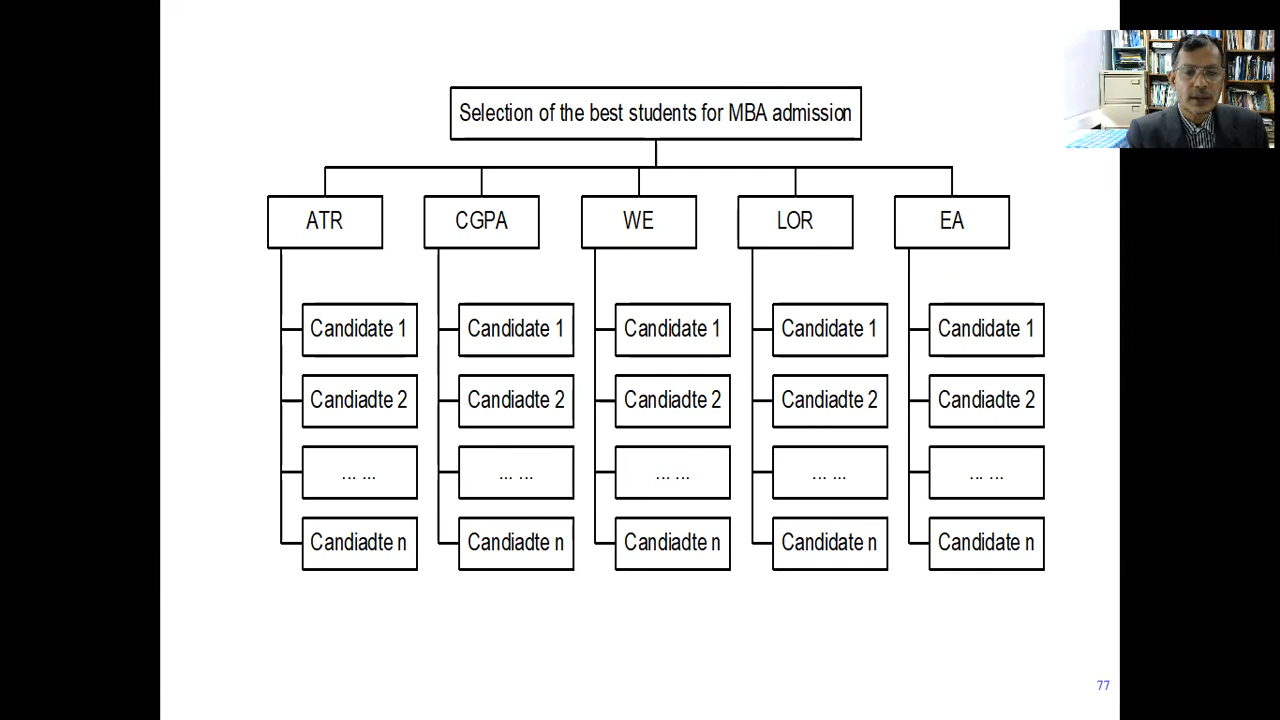 Selection of the best students for MBA admission
ATR
CGPA
WE
LOR
EA
Candidate 1
Candidate 1
Candidate 1
Candidate 1
Candidate 1
Candiadte 2
Candiadte 2
Candiadte 2
Candiadte 2
Candiadte 2
... ...
... ...
... ...
... ...
... ...
Candiadte n
Candiadte n
Candiadte n
Candidate n
Candidate n
77